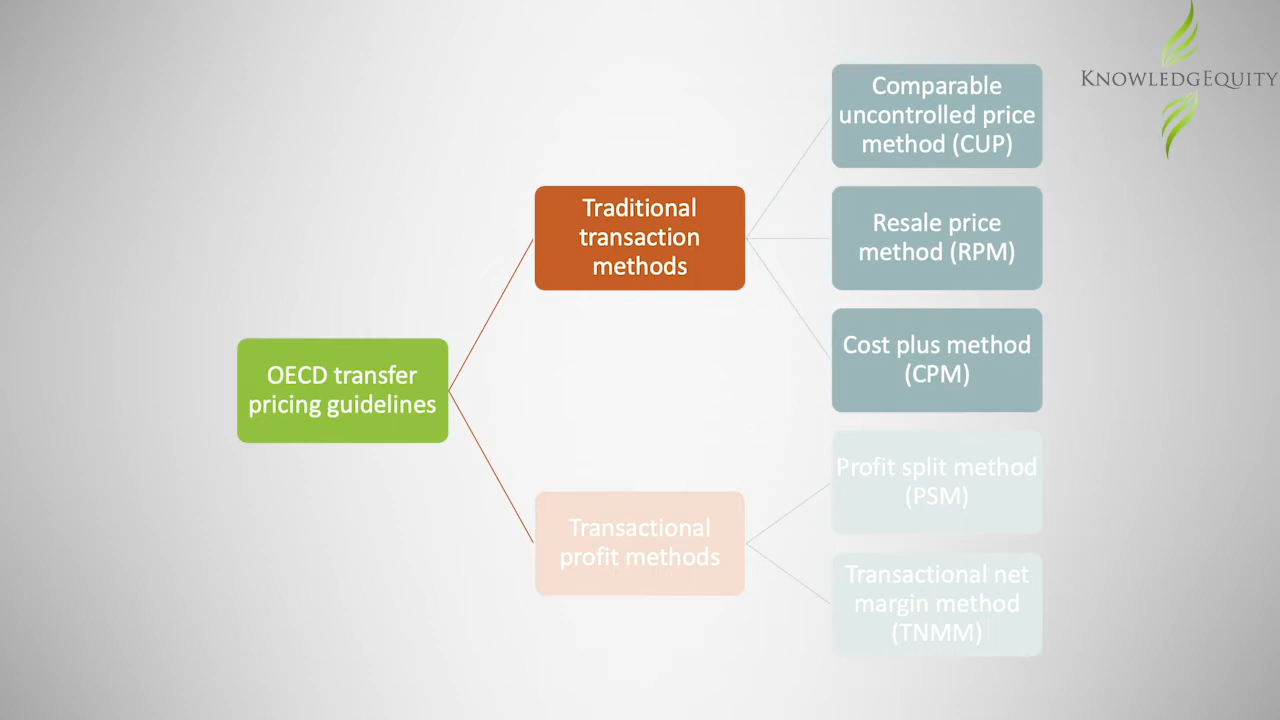 KNOWLEDGEQUITY
Comparable
uncontrolled price
method (CUP)
Traditional
transaction
methods
Resale price
method (RPM)
Cost plus method
(CPM)
OECD transfer
pricing guidelines
Profit split method
(PSM)
Transactional
profit methods
Transactional net
margin method
(TNMM)